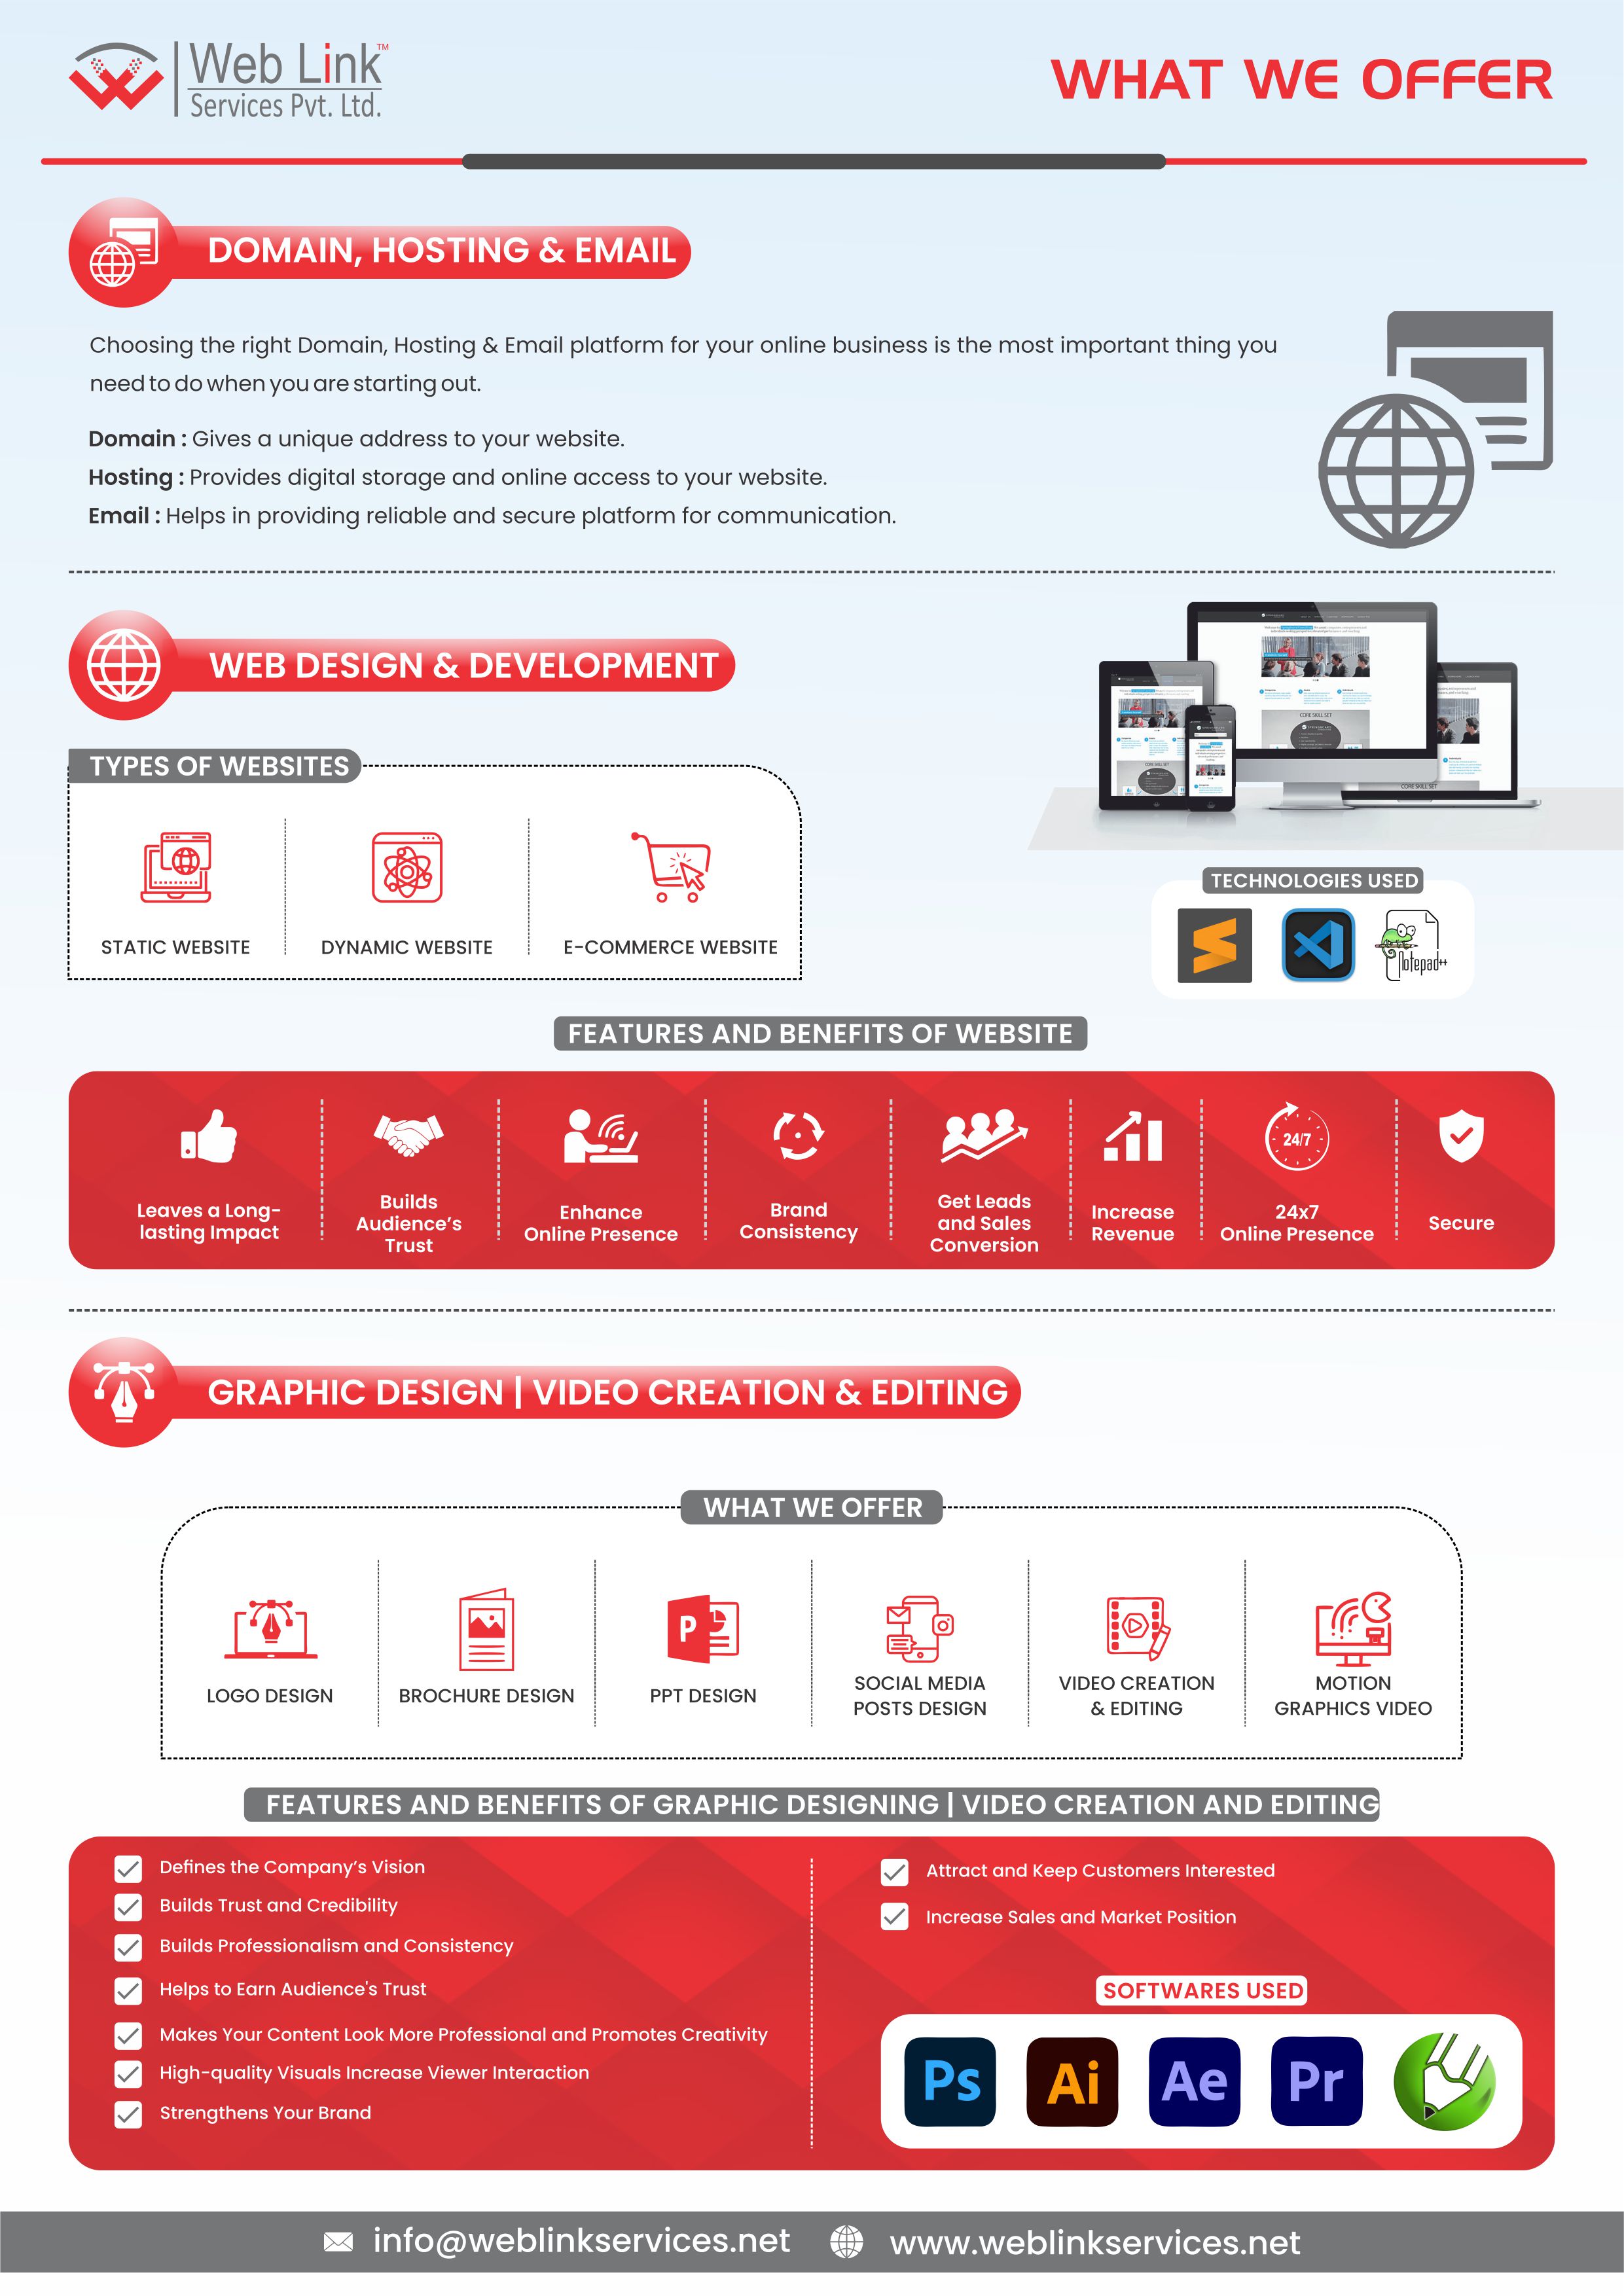 Web Link™
Services Pvt. Ltd.
WHAT WE OFFER
DOMAIN, HOSTING & EMAIL
Choosing the right Domain, Hosting & Email platform for your online business is the most important thing you
need to do when you are starting out.
Domain : Gives a unique address to your website.
Hosting : Provides digital storage and online access to your website.
Email : Helps in providing reliable and secure platform for communication.
WEB DESIGN & DEVELOPMENT
TYPES OF WEBSITES
STATIC WEBSITE
DYNAMIC WEBSITE
E-COMMERCE WEBSITE
CORE SKILL SET
CORE SKILL SET
CORE SKILL SET
TECHNOLOGIES USED
Notepad++
FEATURES AND BENEFITS OF WEBSITE
Leaves a Long-
lasting Impact
Builds
Audience’s
Trust
Enhance
Online Presence
Brand
Consistency
Get Leads
and Sales
Conversion
Increase
Revenue
24/7
24x7
Online Presence
Secure
GRAPHIC DESIGN | VIDEO CREATION & EDITING
WHAT WE OFFER
LOGO DESIGN
BROCHURE DESIGN
P
PPT DESIGN
SOCIAL MEDIA
POSTS DESIGN
VIDEO CREATION
& EDITING
MOTION
GRAPHICS VIDEO
FEATURES AND BENEFITS OF GRAPHIC DESIGNING | VIDEO CREATION AND EDITING
Defines the Company’s Vision
Builds Trust and Credibility
Builds Professionalism and Consistency
Helps to Earn Audience's Trust
Makes Your Content Look More Professional and Promotes Creativity
High-quality Visuals Increase Viewer Interaction
Strengthens Your Brand
Attract and Keep Customers Interested
Increase Sales and Market Position
SOFTWARES USED
Ps
Ai
Ae
Pr
info@weblinkservices.net
www.weblinkservices.net